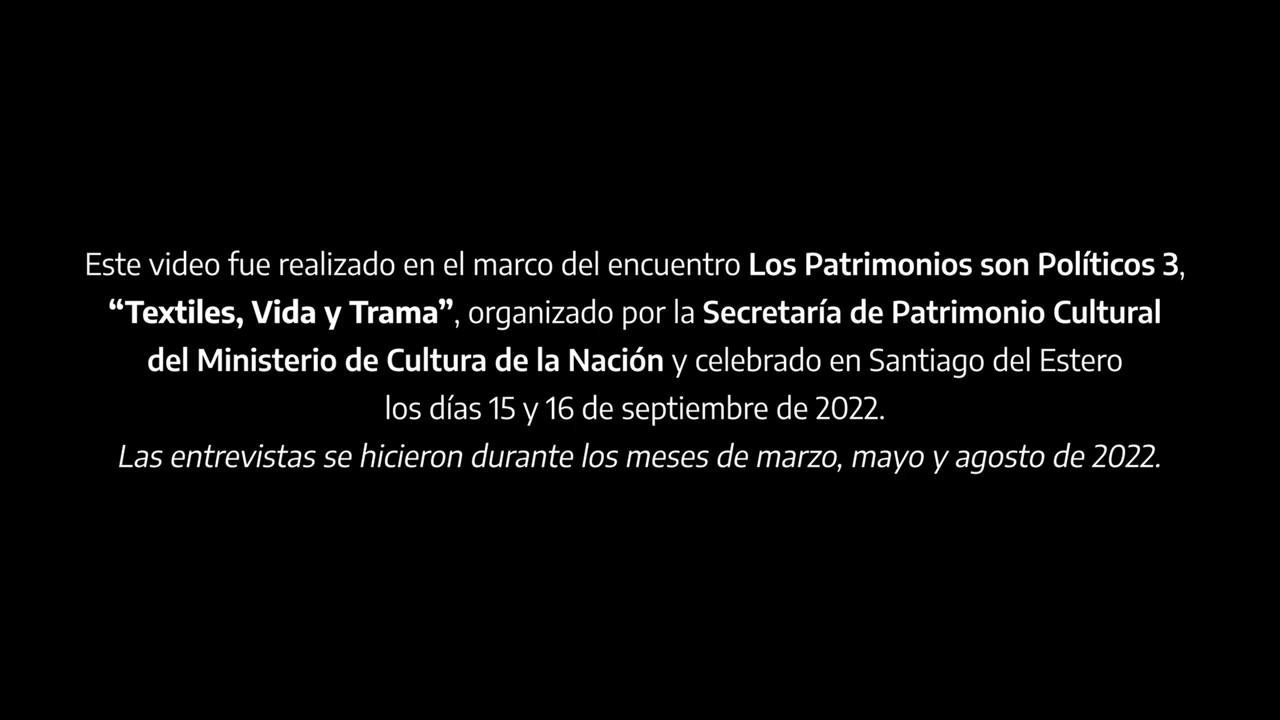 Este video fue realizado en el marco del encuentro Los Patrimonios son Políticos 3,
“Textiles, Vida y Trama”, organizado por la Secretaría de Patrimonio Cultural
del Ministerio de Cultura de la Nación y celebrado en Santiago del Estero
los días 15 y 16 de septiembre de 2022.
Las entrevistas se hicieron durante los meses de marzo, mayo y agosto de 2022.